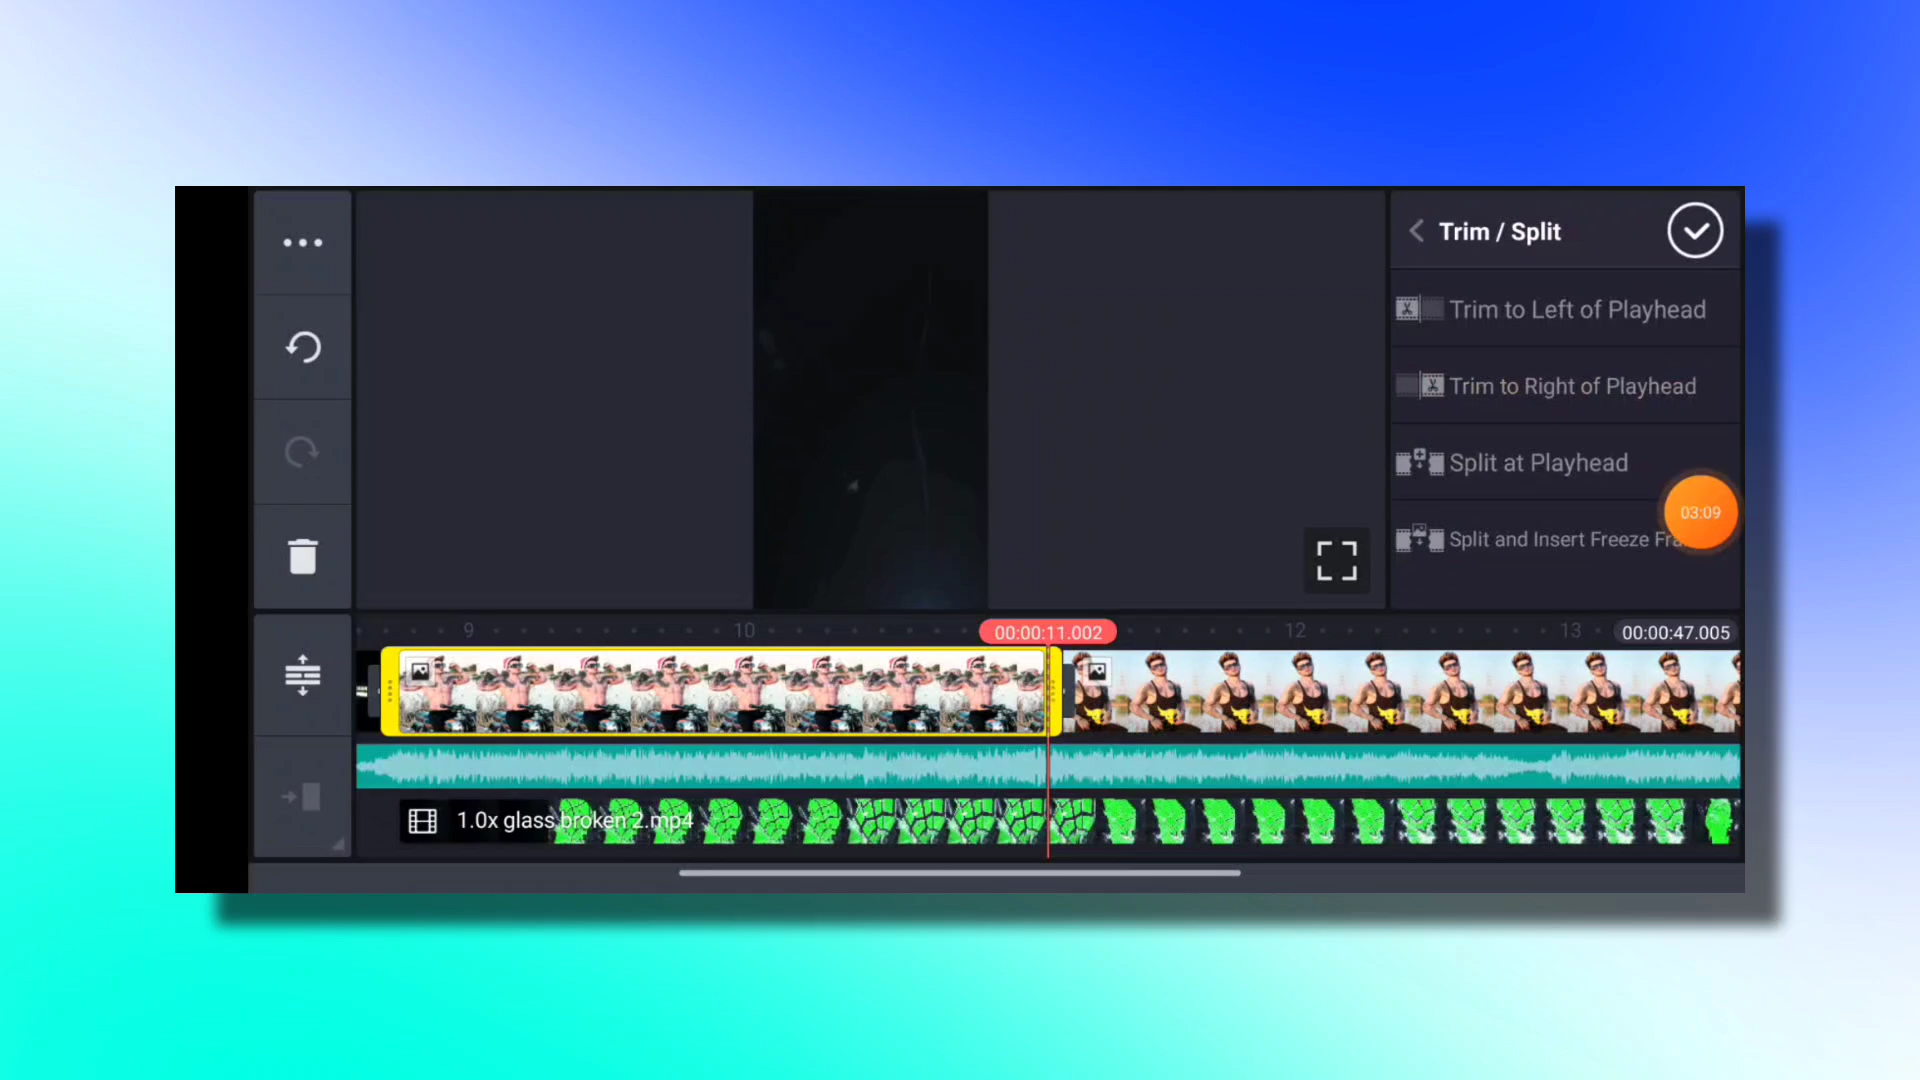 Trim / Split
Trim to Left of Playhead
Trim to Right of Playhead
Split at Playhead
Split and Insert Freeze Fra
03:09
9
10
00:00:11.002
12
13
00:00:47.005
1.0x glass broken 2.mp4